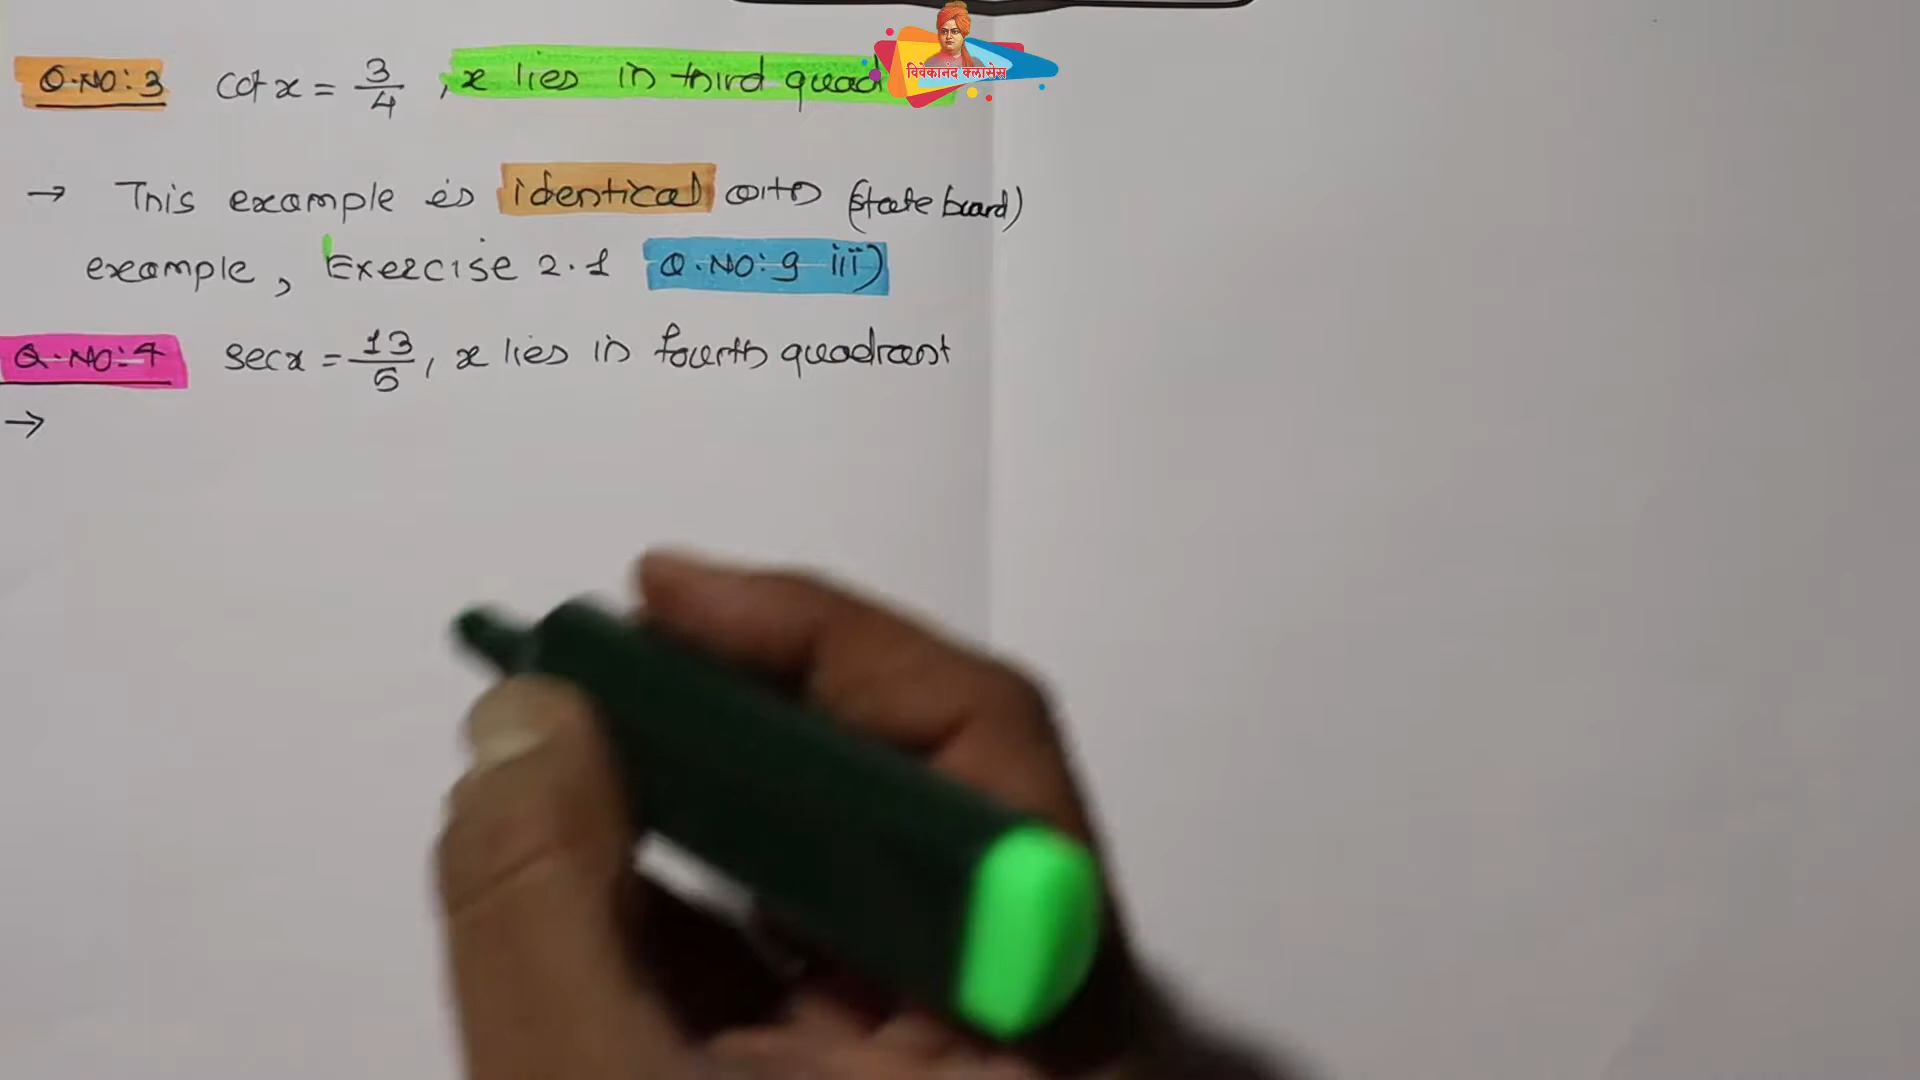 Q.NO:3 cot x = 3/4 , x lies in third quad
विवेकानंद क्लासेस
→ This example is identical with (State board)
example, Exercise 2.1 Q.NO:9 iii)
Q.NO:4 sec x = 13/5, x lies in fourth quadrant
→